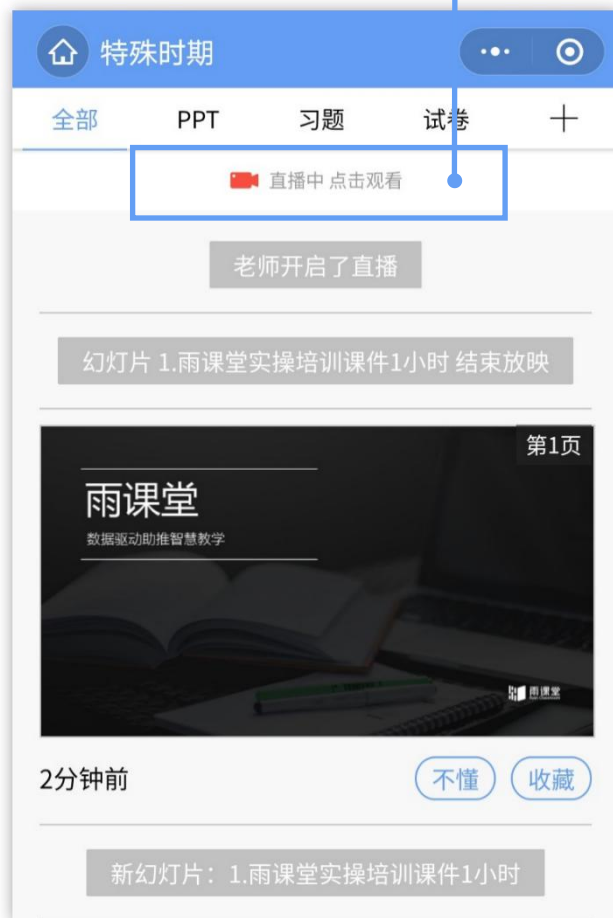 特殊时期
全部 PPT 习题 试卷
直播中 点击观看
老师开启了直播
幻灯片 1.雨课堂实操培训课件1小时 结束放映
第1页
雨课堂
数据驱动助推智慧教学
雨课堂
2分钟前 不懂 收藏
新幻灯片：1.雨课堂实操培训课件1小时